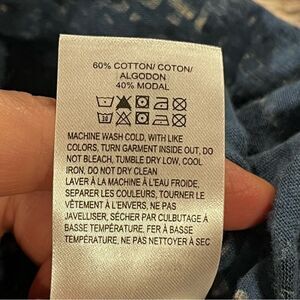 60% COTTON/ COTON/
ALGODON
40% MODAL
MACHINE WASH COLD, WITH LIKE
COLORS, TURN GARMENT INSIDE OUT, DO
NOT BLEACH, TUMBLE DRY LOW, COOL
IRON, DO NOT DRY CLEAN
LAVER À LA MACHINE À L'EAU FROIDE,
SEPARER LES COULEURS, TOURNER LE
VÊTEMENT À L'ENVERS, NE PAS
JAVELLISER, SÉCHER PAR CULBUTAGE À
BASSE TEMPÉRATURE, FER À BASSE
TEMPÉRATURE, NE PAS NETTOYER À SEC